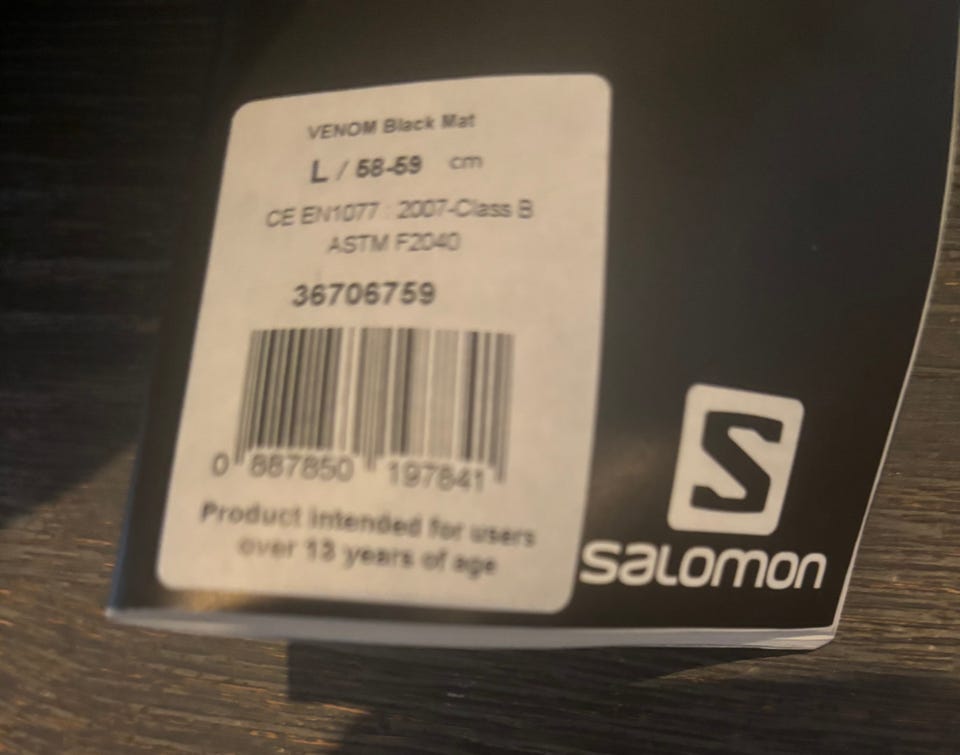 VENOM Black Mat
L / 58-59 cm
CE EN1077 : 2007-Class B
ASTM F2040
36706759
0 887850 197841
Product intended for users
over 13 years of age
S
SALOMON